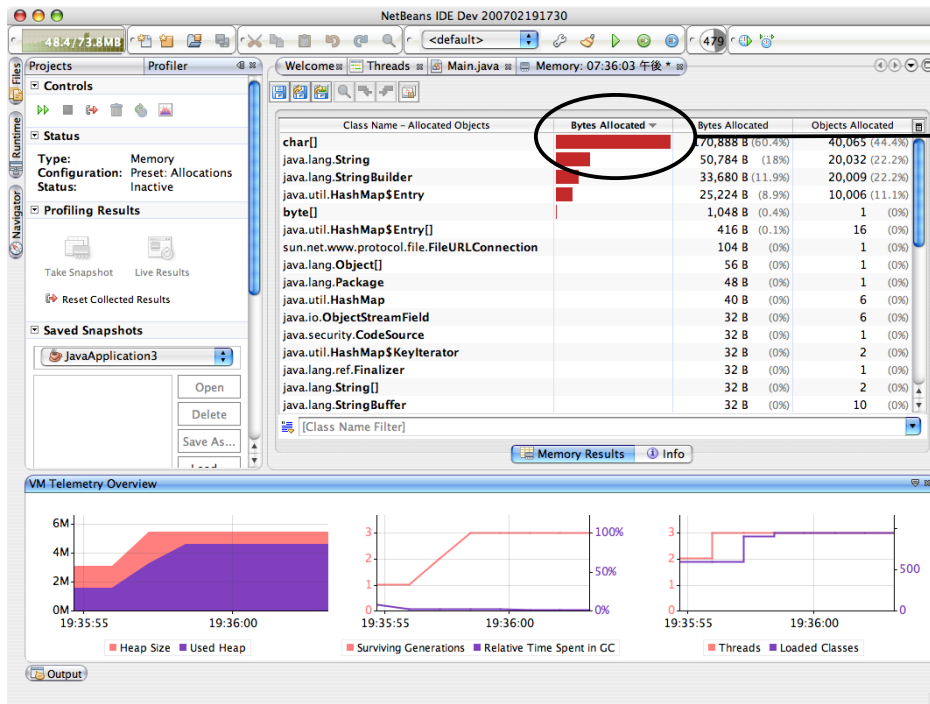 NetBeans IDE Dev 200702191730
48.4/73.8MB
<default>
479
Files
Runtime
Navigator
Projects
Profiler
Controls
Status
Type: Memory
Configuration: Preset: Allocations
Status: Inactive
Profiling Results
Take Snapshot Live Results
Reset Collected Results
Saved Snapshots
JavaApplication3
Open
Delete
Save As...
Welcome Threads Main.java Memory: 07:36:03 午後 *
Class Name – Allocated Objects Bytes Allocated Bytes Allocated Objects Allocated
char[] 170,888 B (60.4%) 40,065 (44.4%)
java.lang.String 50,784 B (18%) 20,032 (22.2%)
java.lang.StringBuilder 33,680 B (11.9%) 20,009 (22.2%)
java.util.HashMap$Entry 25,224 B (8.9%) 10,006 (11.1%)
byte[] 1,048 B (0.4%) 1 (0%)
java.util.HashMap$Entry[] 416 B (0.1%) 16 (0%)
sun.net.www.protocol.file.FileURLConnection 104 B (0%) 1 (0%)
java.lang.Object[] 56 B (0%) 1 (0%)
java.lang.Package 48 B (0%) 1 (0%)
java.util.HashMap 40 B (0%) 6 (0%)
java.io.ObjectStreamField 32 B (0%) 6 (0%)
java.security.CodeSource 32 B (0%) 1 (0%)
java.util.HashMap$KeyIterator 32 B (0%) 2 (0%)
java.lang.ref.Finalizer 32 B (0%) 1 (0%)
java.lang.String[] 32 B (0%) 2 (0%)
java.lang.StringBuffer 32 B (0%) 10 (0%)
[Class Name Filter]
Memory Results Info
VM Telemetry Overview
6M
4M
2M
0M
19:35:55 19:36:00
Heap Size Used Heap
3 100%
2
1 50%
0 0%
19:35:55 19:36:00
Surviving Generations Relative Time Spent in GC
3
2
1 500
0 0
19:35:55 19:36:00
Threads Loaded Classes
Output